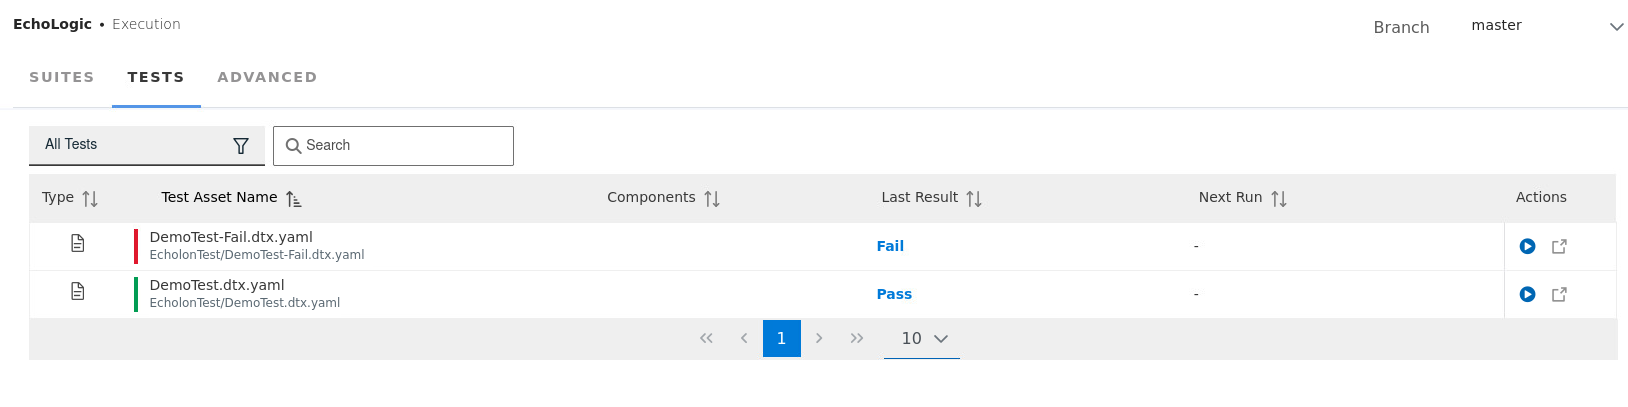 EchoLogic • Execution
Branch master
SUITES TESTS ADVANCED
All Tests Search
Type Test Asset Name Components Last Result Next Run Actions
DemoTest-Fail.dtx.yaml
EcholonTest/DemoTest-Fail.dtx.yaml
Fail -
DemoTest.dtx.yaml
EcholonTest/DemoTest.dtx.yaml
Pass -
1 10